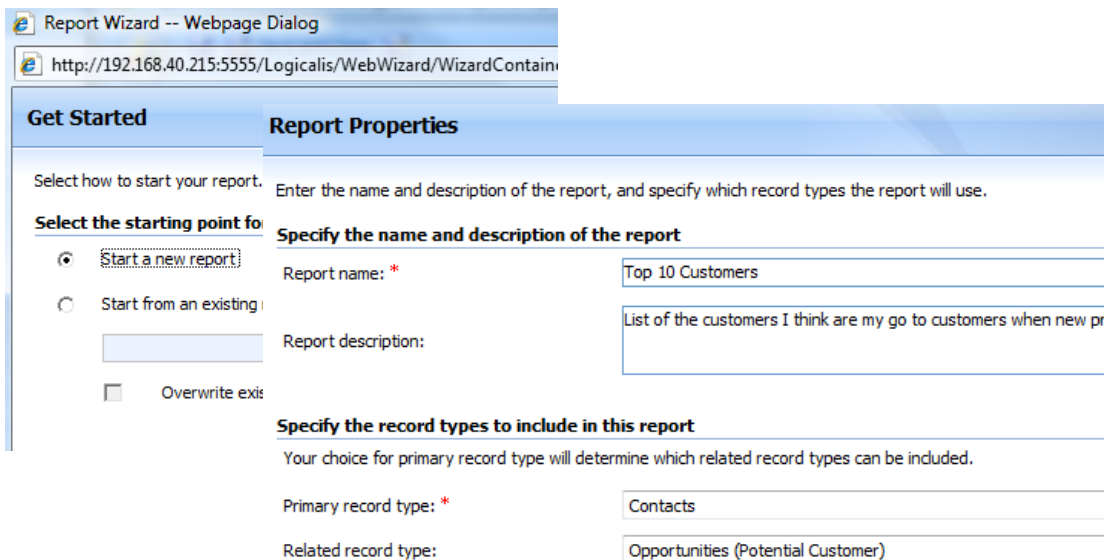 Report Wizard -- Webpage Dialog
http://192.168.40.215:5555/Logicalis/WebWizard/WizardContaine
Get Started
Select how to start your report.
Select the starting point fo
Start a new report
Start from an existing
Overwrite exis
Report Properties
Enter the name and description of the report, and specify which record types the report will use.
Specify the name and description of the report
Report name: *
Top 10 Customers
Report description:
List of the customers I think are my go to customers when new pr
Specify the record types to include in this report
Your choice for primary record type will determine which related record types can be included.
Primary record type: *
Contacts
Related record type:
Opportunities (Potential Customer)